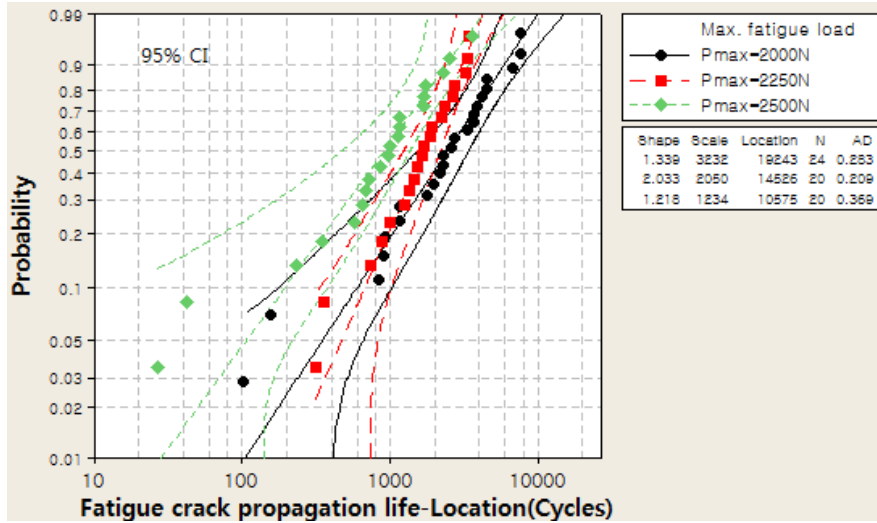 Max. fatigue load
Pmax-2000N
Pmax-2250N
Pmax-2500N
95% CI
Shape Scale Location N AD
1.339 3232 19243 24 0.283
2.033 2050 14526 20 0.209
1.218 1234 10575 20 0.369
Probability
0.99
0.9
0.8
0.7
0.6
0.5
0.4
0.3
0.2
0.1
0.05
0.03
0.02
0.01
10 100 1000 10000
Fatigue crack propagation life-Location(Cycles)